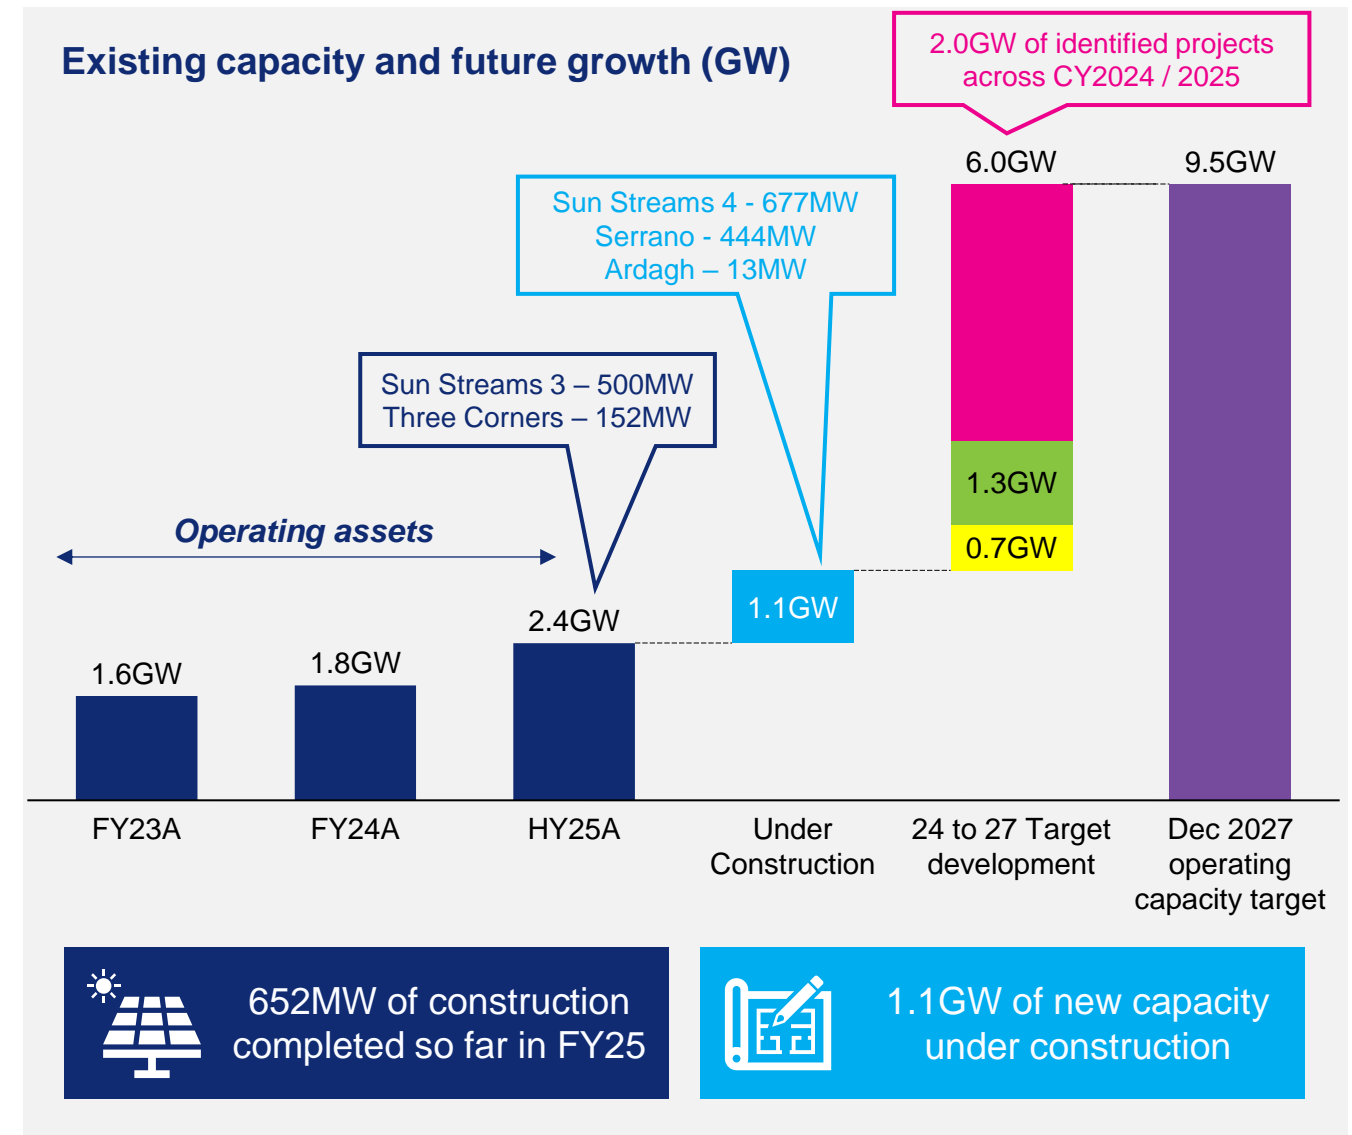 Existing capacity and future growth (GW)
2.0GW of identified projects
across CY2024 / 2025
6.0GW
9.5GW
Sun Streams 4 - 677MW
Serrano - 444MW
Ardagh – 13MW
Sun Streams 3 – 500MW
Three Corners – 152MW
1.3GW
Operating assets
0.7GW
1.1GW
2.4GW
1.8GW
1.6GW
FY23A
FY24A
HY25A
Under
Construction
24 to 27 Target
development
Dec 2027
operating
capacity target
652MW of construction
completed so far in FY25
1.1GW of new capacity
under construction